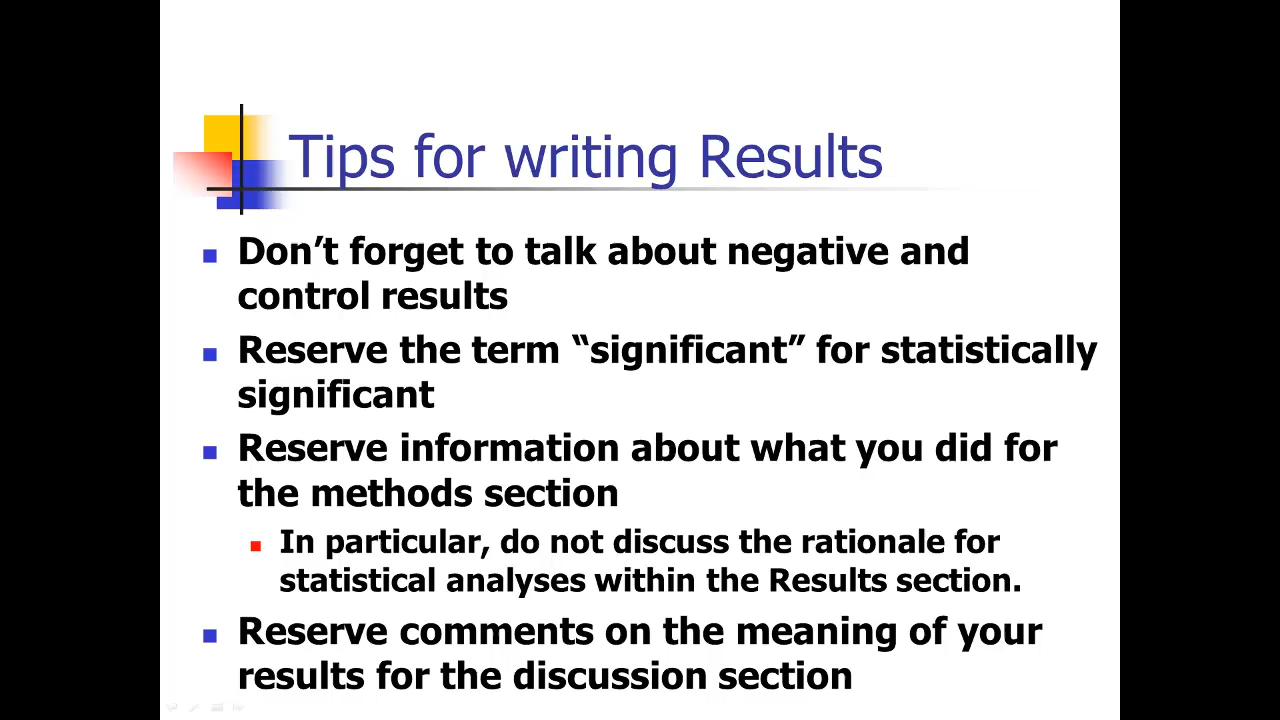 Tips for writing Results
Don’t forget to talk about negative and
control results
Reserve the term “significant” for statistically
significant
Reserve information about what you did for
the methods section
In particular, do not discuss the rationale for
statistical analyses within the Results section.
Reserve comments on the meaning of your
results for the discussion section